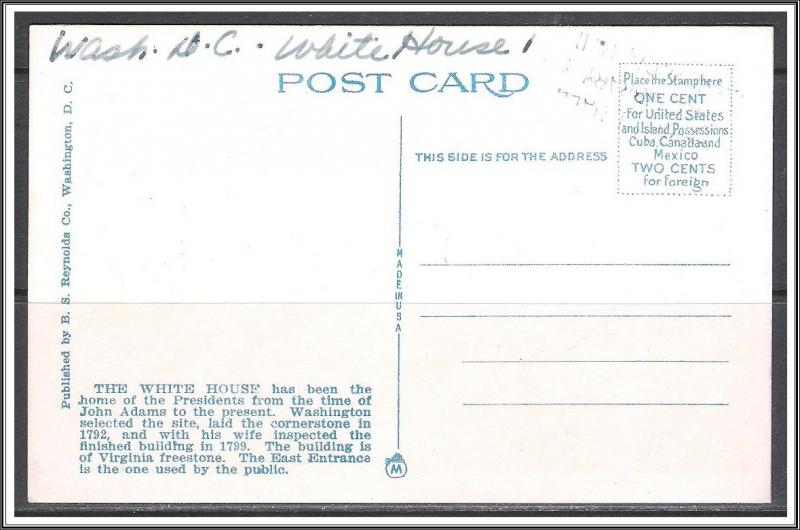 Wash. D.C. - White House 1
POST CARD
Place the Stamp here
ONE CENT
for United States
and Island Possessions
Cuba, Canada and
Mexico
TWO CENTS
for Foreign
THIS SIDE IS FOR THE ADDRESS
MADE IN USA
Published by B. S. Reynolds Co., Washington, D. C.
THE WHITE HOUSE has been the
home of the Presidents from the time of
John Adams to the present. Washington
selected the site, laid the cornerstone in
1792, and with his wife inspected the
finished building in 1799. The building is
of Virginia freestone. The East Entrance
is the one used by the public.
M